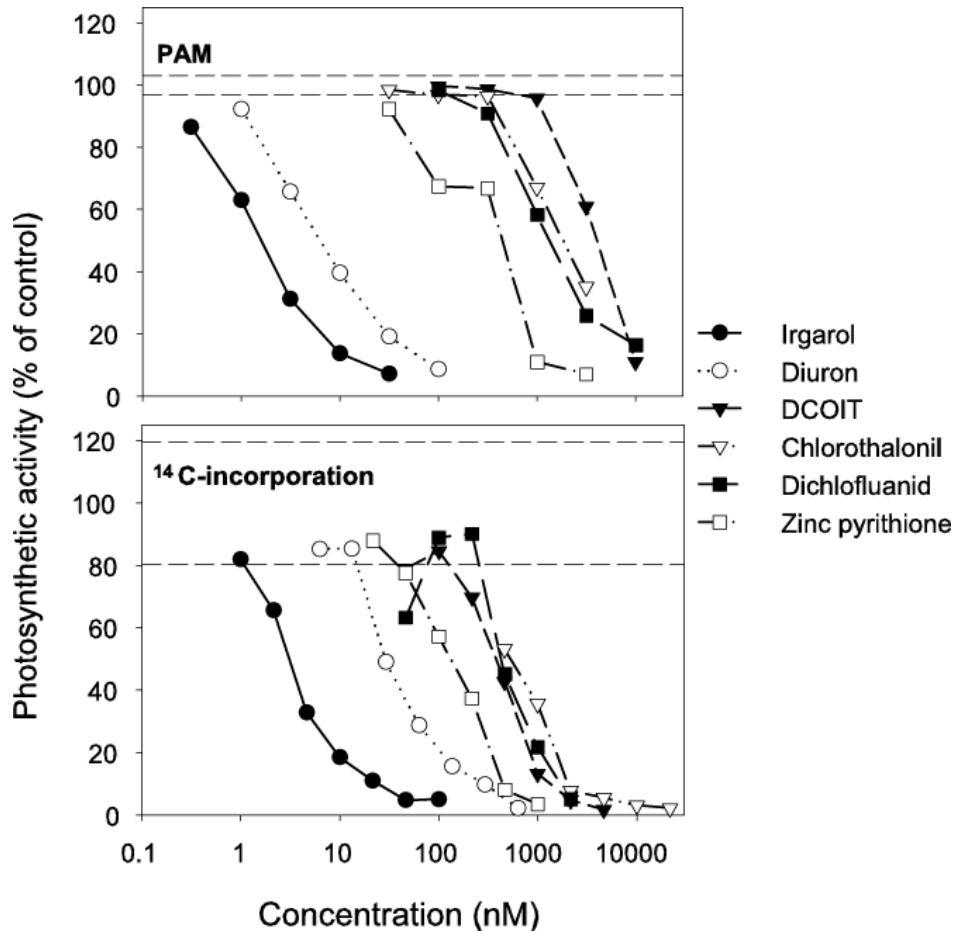 120
PAM
100
80
60
40
20
0
Photosynthetic activity (% of control)
Irgarol
Diuron
DCOIT
Chlorothalonil
Dichlofluanid
Zinc pyrithione
120
14 C-incorporation
100
80
60
40
20
0
0.1 1 10 100 1000 10000
Concentration (nM)